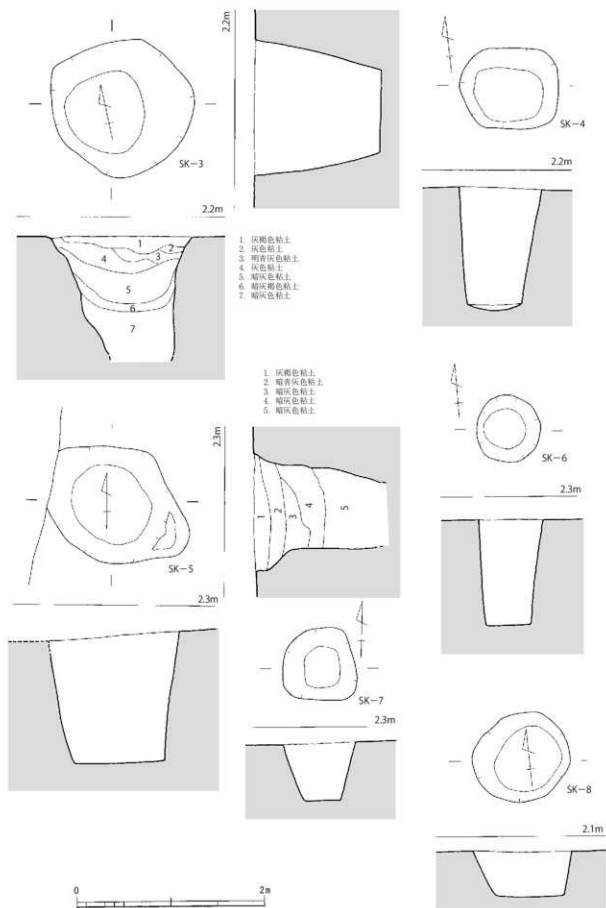 SK-3
2.2m
2.2m
1
2
3
4
5
6
7
1. 灰褐色粘土
2. 灰色粘土
3. 明青灰色粘土
4. 灰色粘土
5. 暗灰色粘土
6. 暗灰褐色粘土
7. 暗灰色粘土
SK-4
2.2m
SK-5
2.3m
2.3m
1. 灰褐色粘土
2. 暗青灰色粘土
3. 暗灰色粘土
4. 暗灰色粘土
5. 暗灰色粘土
1
2
3
4
5
SK-6
2.3m
SK-7
2.3m
SK-8
2.1m
0
2m